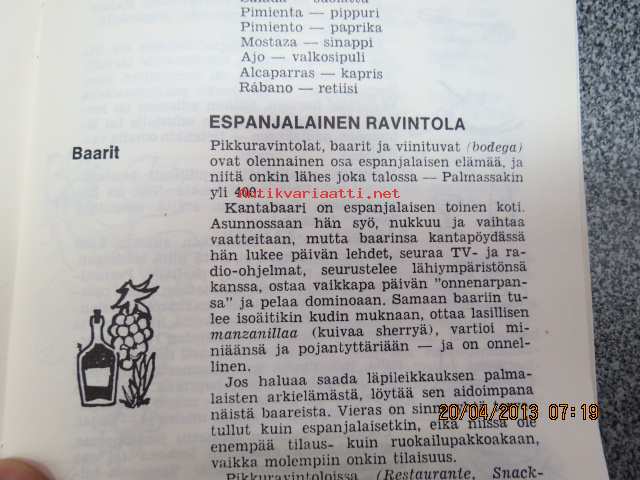 Pimienta — pippuri
Pimiento — paprika
Mostaza — sinappi
Ajo — valkosipuli
Alcaparras — kapris
Rábano — retiisi
ESPANJALAINEN RAVINTOLA
Baarit
Pikkuravintolat, baarit ja viinituvat (bodega)
ovat olennainen osa espanjalaisen elämää, ja
niitä onkin lähes joka talossa — Palmassakin
yli 400.
antikvariaatti.net
Kantabaari on espanjalaisen toinen koti.
Asunnossaan hän syö, nukkuu ja vaihtaa
vaatteitaan, mutta baarinsa kantapöydässä
hän lukee päivän lehdet, seuraa TV- ja ra-
dio-ohjelmat, seurustelee lähiympäristönsä
kanssa, ostaa vaikkapa päivän "onnenarpan-
sa" ja pelaa dominoaan. Samaan baariin tu-
lee isoäitikin kudin muknaan, ottaa lasillisen
manzanillaa (kuivaa sherryä), vartioi mi-
niäänsä ja pojantyttäriään — ja on onnel-
linen.
Jos haluaa saada läpileikkauksen palma-
laisten arkielämästä, löytää sen aidoimpana
näistä baareista. Vieras on sinne
20/04/2013 07:19
tullut kuin espanjalaisetkin, eikä niissä ole
enempää tilaus- kuin ruokailupakkoakaan,
vaikka molempiin onkin tilaisuus.
Pikkuravintoloissa (Restaurante, Snack-